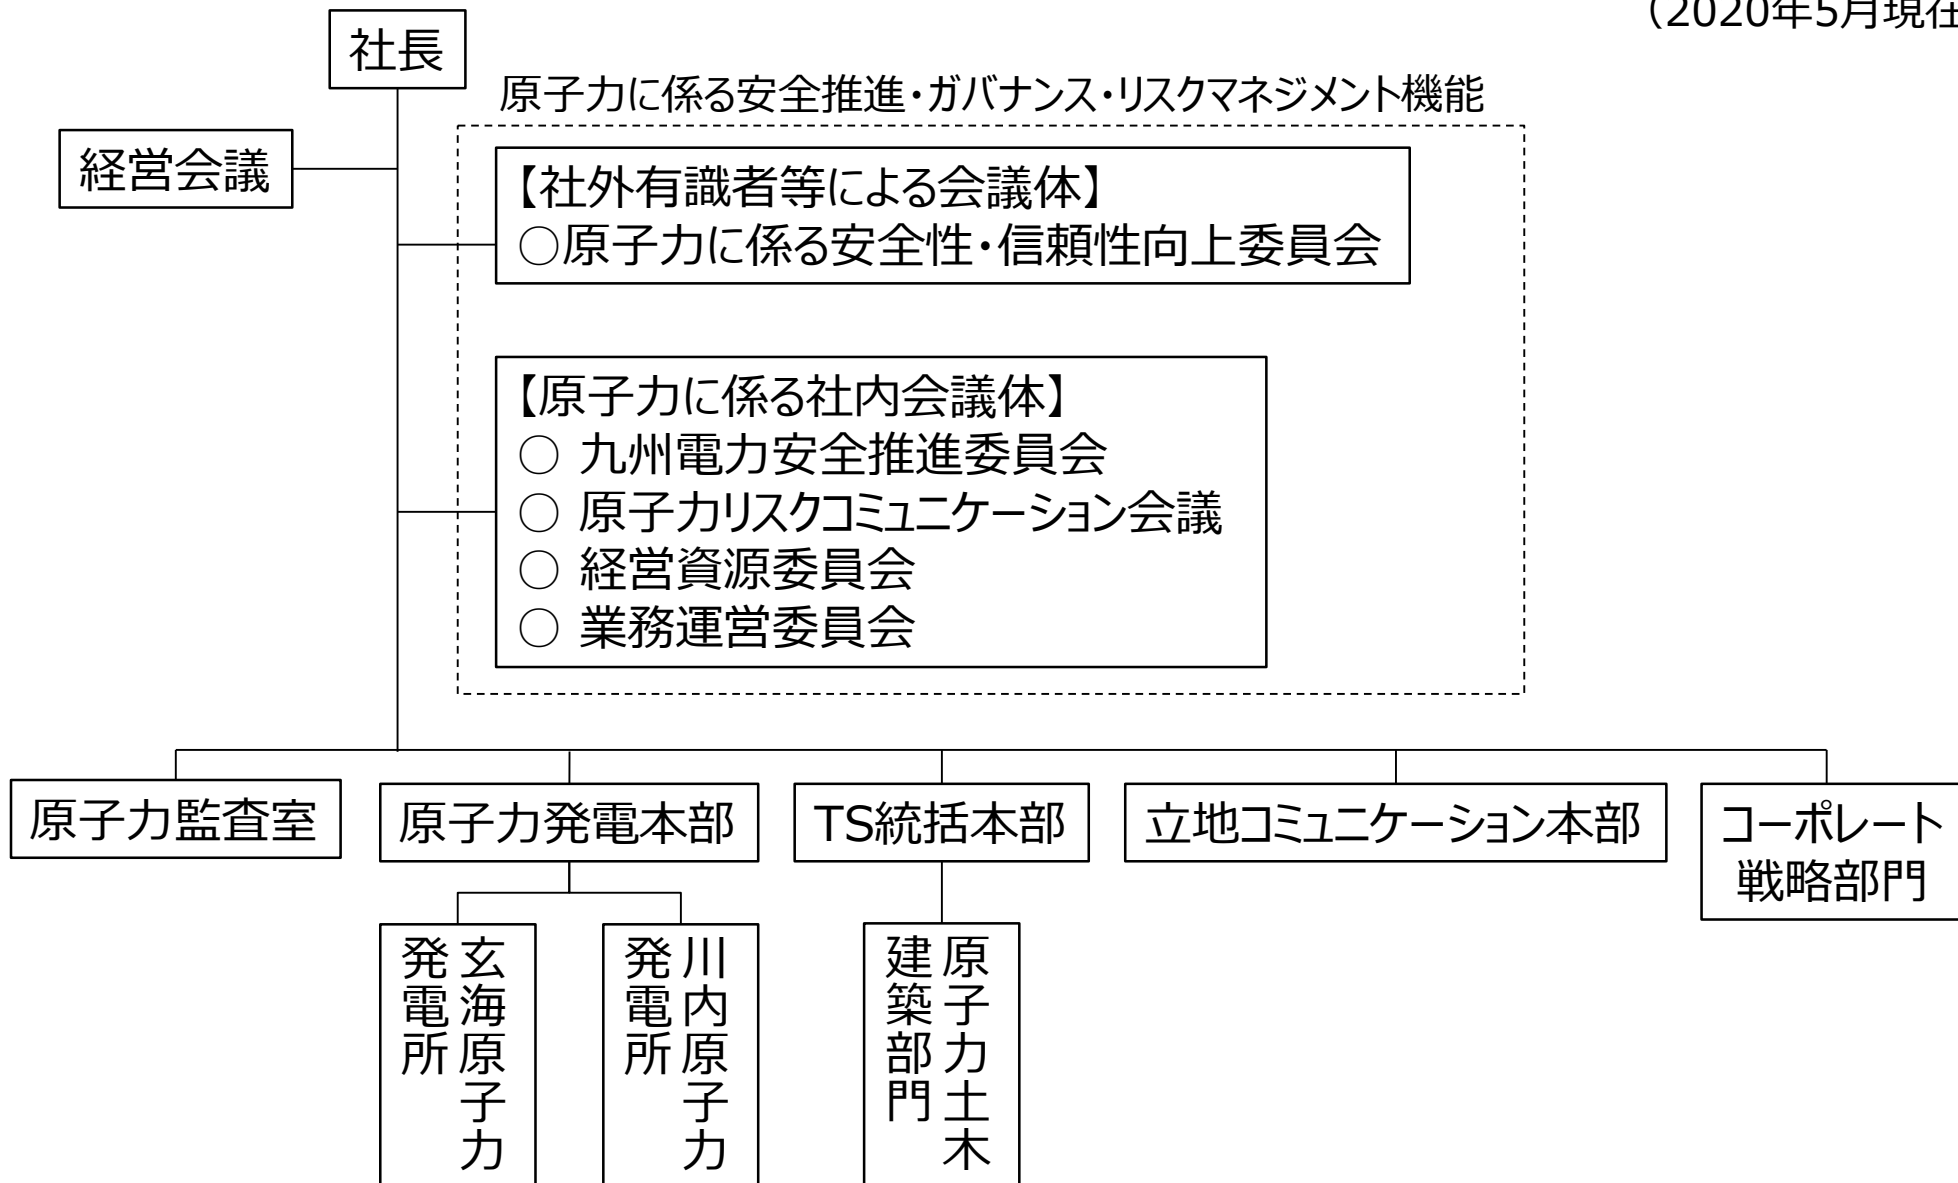 （2020年5月現在
社長
原子力に係る安全推進・ガバナンス・リスクマネジメント機能
経営会議
【社外有識者等による会議体】
○原子力に係る安全性・信頼性向上委員会
【原子力に係る社内会議体】
○ 九州電力安全推進委員会
○ 原子力リスクコミュニケーション会議
○ 経営資源委員会
○ 業務運営委員会
原子力監査室
原子力発電本部
TS統括本部
立地コミュニケーション本部
コーポレート
戦略部門
玄海原子力
発電所
川内原子力
発電所
原子力土木
建築部門